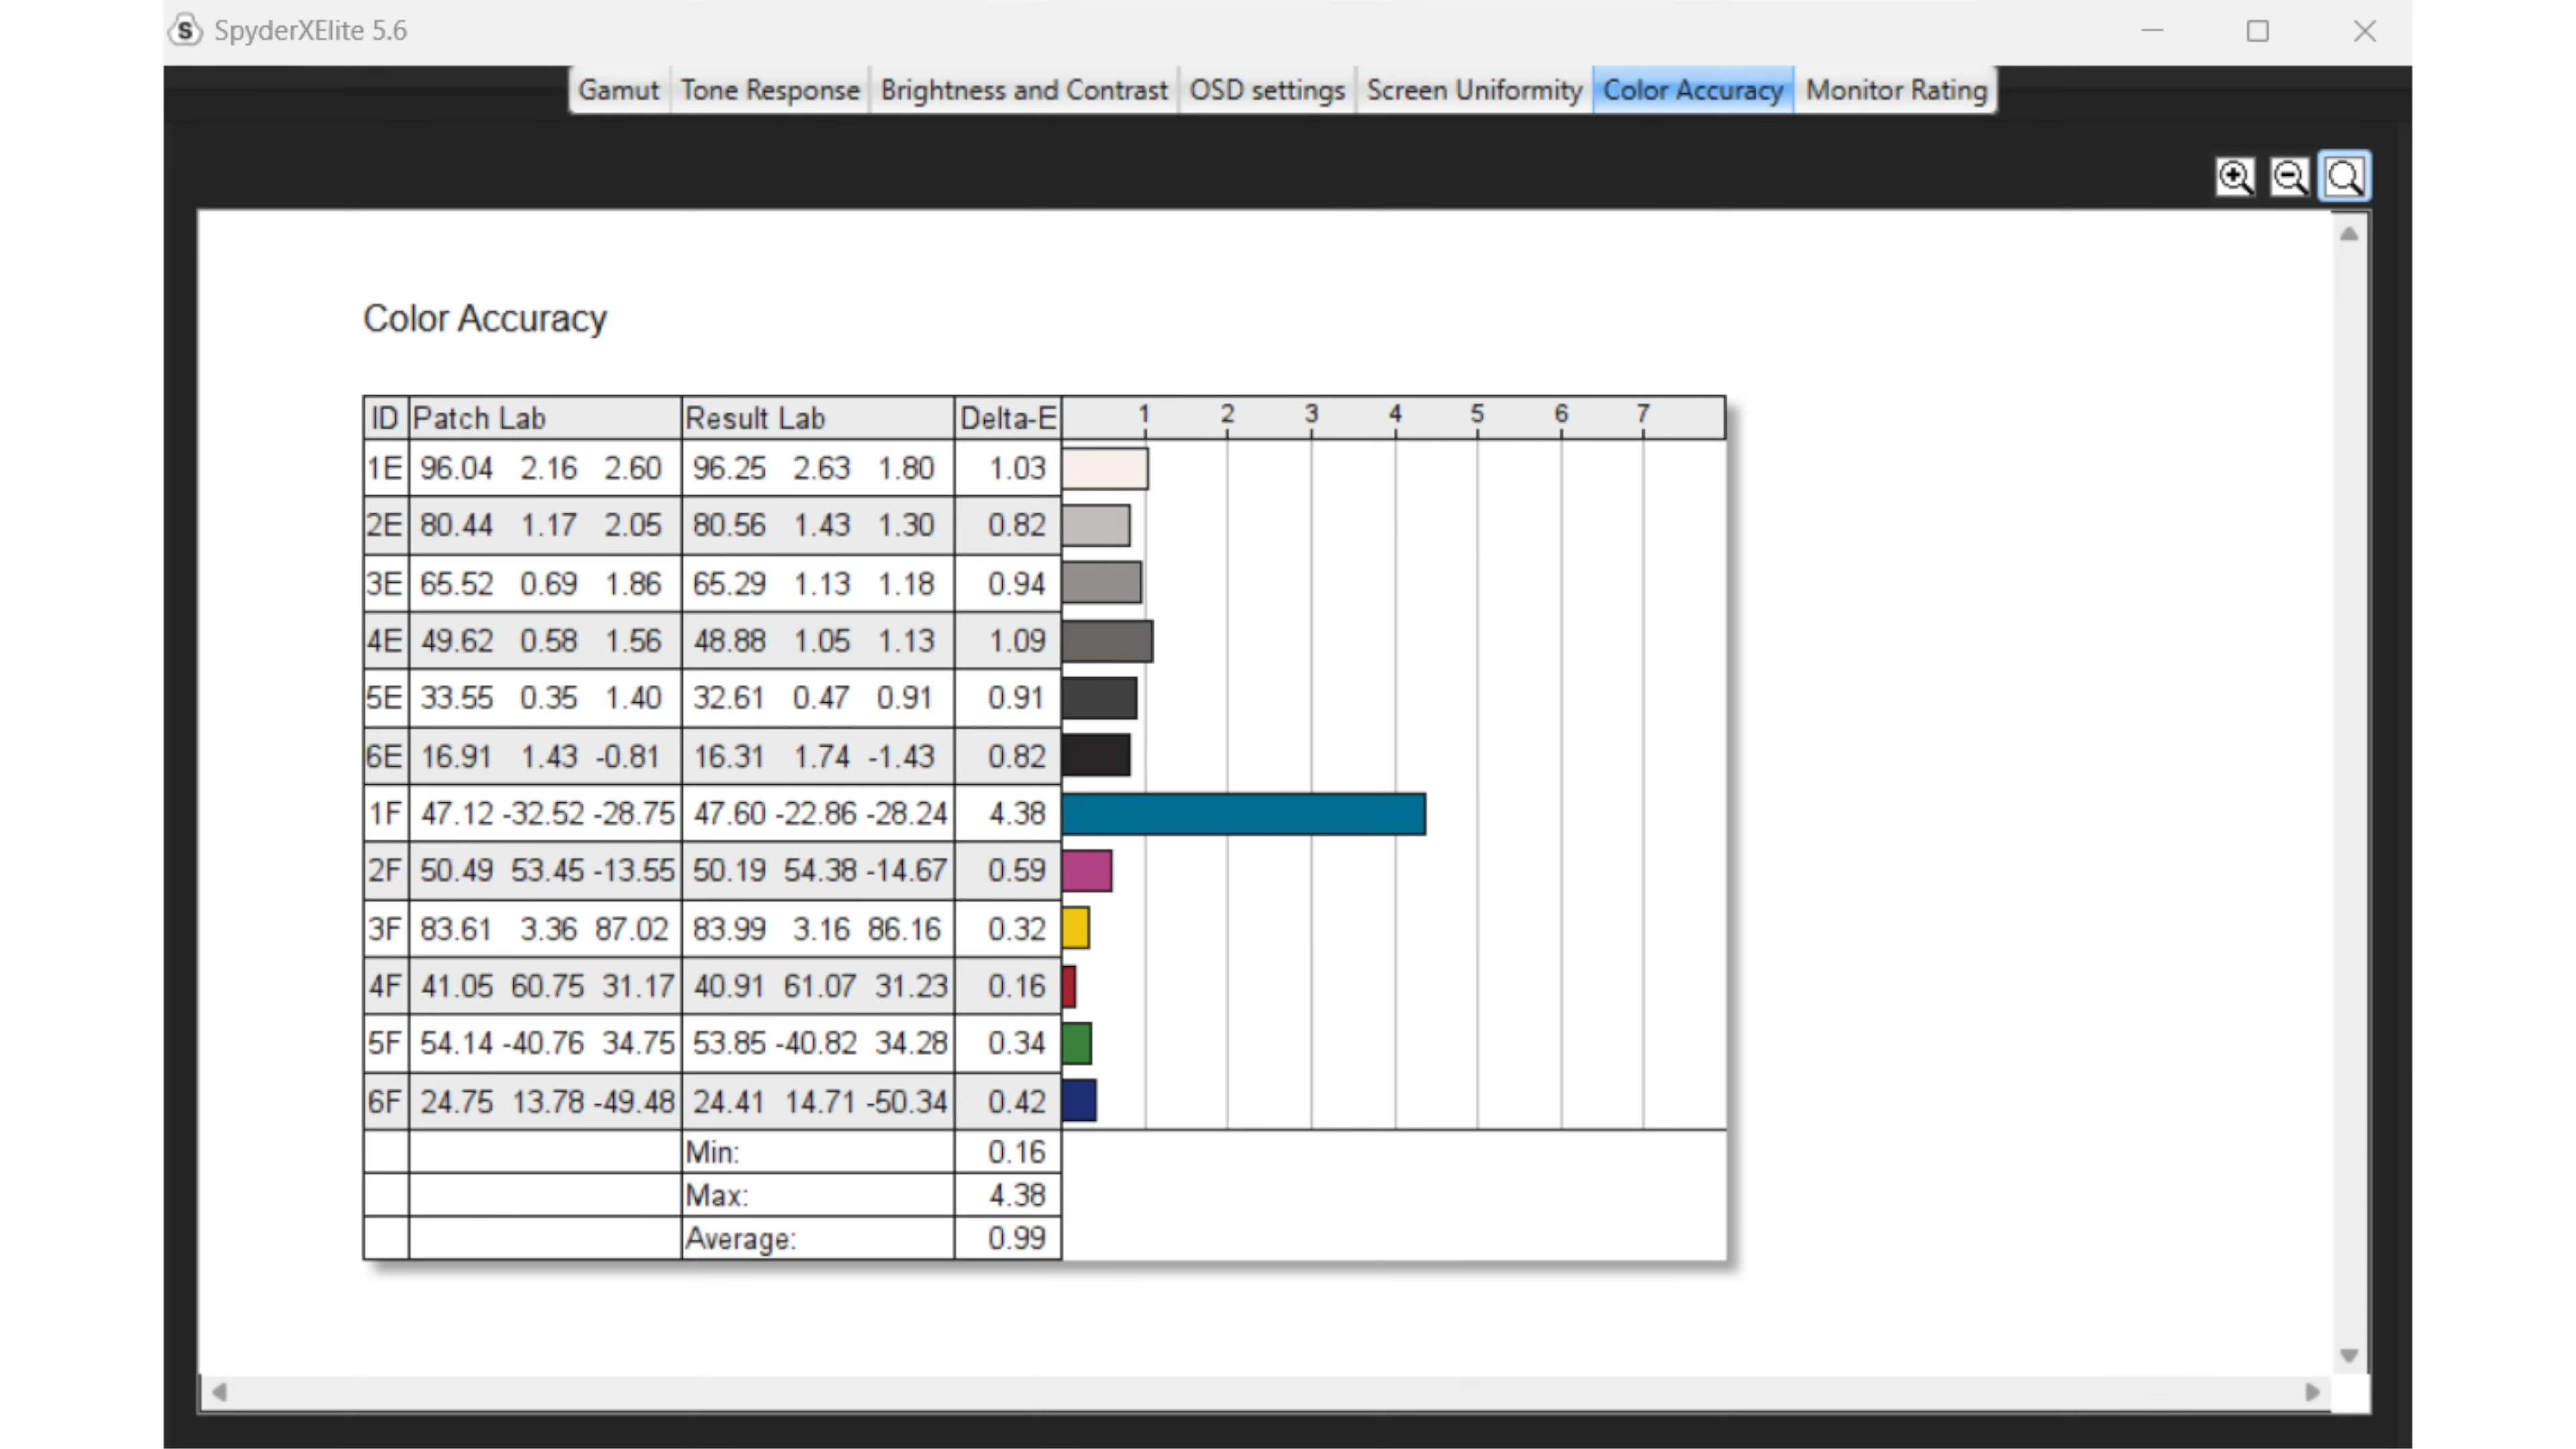 SpyderXElite 5.6
Gamut Tone Response Brightness and Contrast OSD settings Screen Uniformity Color Accuracy Monitor Rating
Color Accuracy
ID Patch Lab Result Lab Delta-E 1 2 3 4 5 6 7
1E 96.04 2.16 2.60 96.25 2.63 1.80 1.03
2E 80.44 1.17 2.05 80.56 1.43 1.30 0.82
3E 65.52 0.69 1.86 65.29 1.13 1.18 0.94
4E 49.62 0.58 1.56 48.88 1.05 1.13 1.09
5E 33.55 0.35 1.40 32.61 0.47 0.91 0.91
6E 16.91 1.43 -0.81 16.31 1.74 -1.43 0.82
1F 47.12 -32.52 -28.75 47.60 -22.86 -28.24 4.38
2F 50.49 53.45 -13.55 50.19 54.38 -14.67 0.59
3F 83.61 3.36 87.02 83.99 3.16 86.16 0.32
4F 41.05 60.75 31.17 40.91 61.07 31.23 0.16
5F 54.14 -40.76 34.75 53.85 -40.82 34.28 0.34
6F 24.75 13.78 -49.48 24.41 14.71 -50.34 0.42
Min: 0.16
Max: 4.38
Average: 0.99